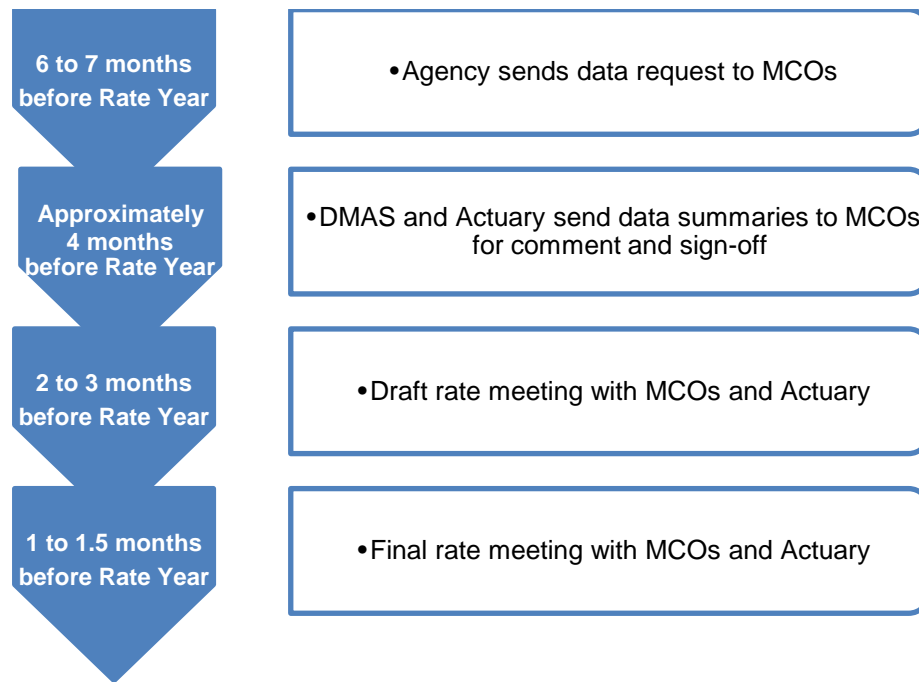 6 to 7 months
before Rate Year
•Agency sends data request to MCOs
Approximately
4 months
before Rate Year
•DMAS and Actuary send data summaries to MCOs
for comment and sign-off
2 to 3 months
before Rate Year
•Draft rate meeting with MCOs and Actuary
1 to 1.5 months
before Rate Year
•Final rate meeting with MCOs and Actuary